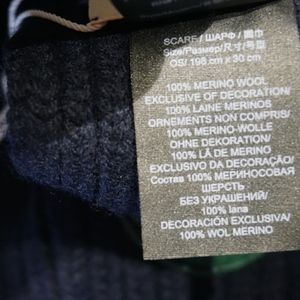 SCARF / ШАРФ / 圍巾
Size/Размер/尺寸/号型
OS/ 198 cm x 30 cm
100% MERINO WOOL
EXCLUSIVE OF DECORATION/
100% LAINE MERINOS
ORNEMENTS NON COMPRIS/
100% MERINO-WOLLE
OHNE DEKORATION/
100% LÃ DE MERINO
EXCLUSIVO DA DECORAÇÃO/
Состав 100% МЕРИНОСОВАЯ
ШЕРСТЬ
БЕЗ УКРАШЕНИЙ/
100% lana
DECORACIÓN EXCLUSIVA/
100% WOL MERINO